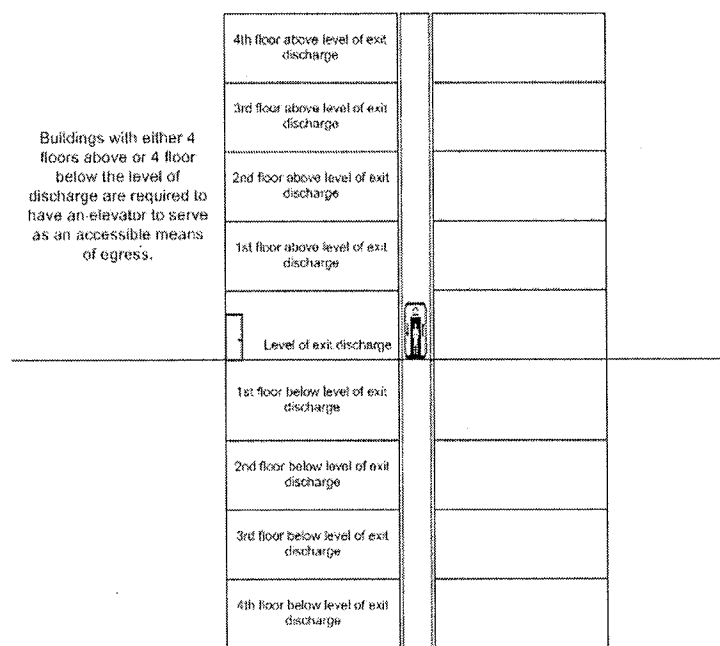 4th floor above level of exit
discharge
3rd floor above level of exit
discharge
Buildings with either 4
floors above or 4 floor
below the level of
discharge are required to
have an elevator to serve
as an accessible means
of egress.
2nd floor above level of exit
discharge
1st floor above level of exit
discharge
Level of exit discharge
1st floor below level of exit
discharge
2nd floor below level of exit
discharge
3rd floor below level of exit
discharge
4th floor below level of exit
discharge